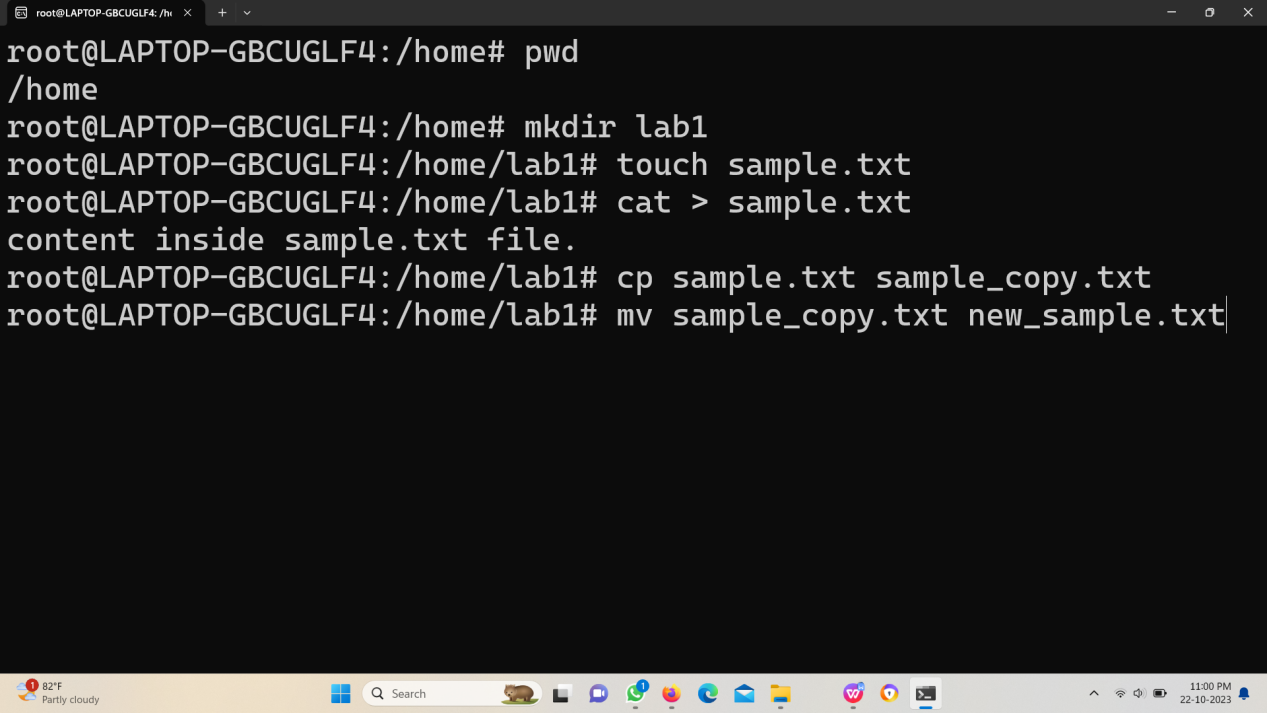 root@LAPTOP-GBCUGLF4: /h
root@LAPTOP-GBCUGLF4:/home# pwd
/home
root@LAPTOP-GBCUGLF4:/home# mkdir lab1
root@LAPTOP-GBCUGLF4:/home/lab1# touch sample.txt
root@LAPTOP-GBCUGLF4:/home/lab1# cat > sample.txt
content inside sample.txt file.
root@LAPTOP-GBCUGLF4:/home/lab1# cp sample.txt sample_copy.txt
root@LAPTOP-GBCUGLF4:/home/lab1# mv sample_copy.txt new_sample.txt
1
82°F
Partly cloudy
Search
1
11:00 PM
22-10-2023